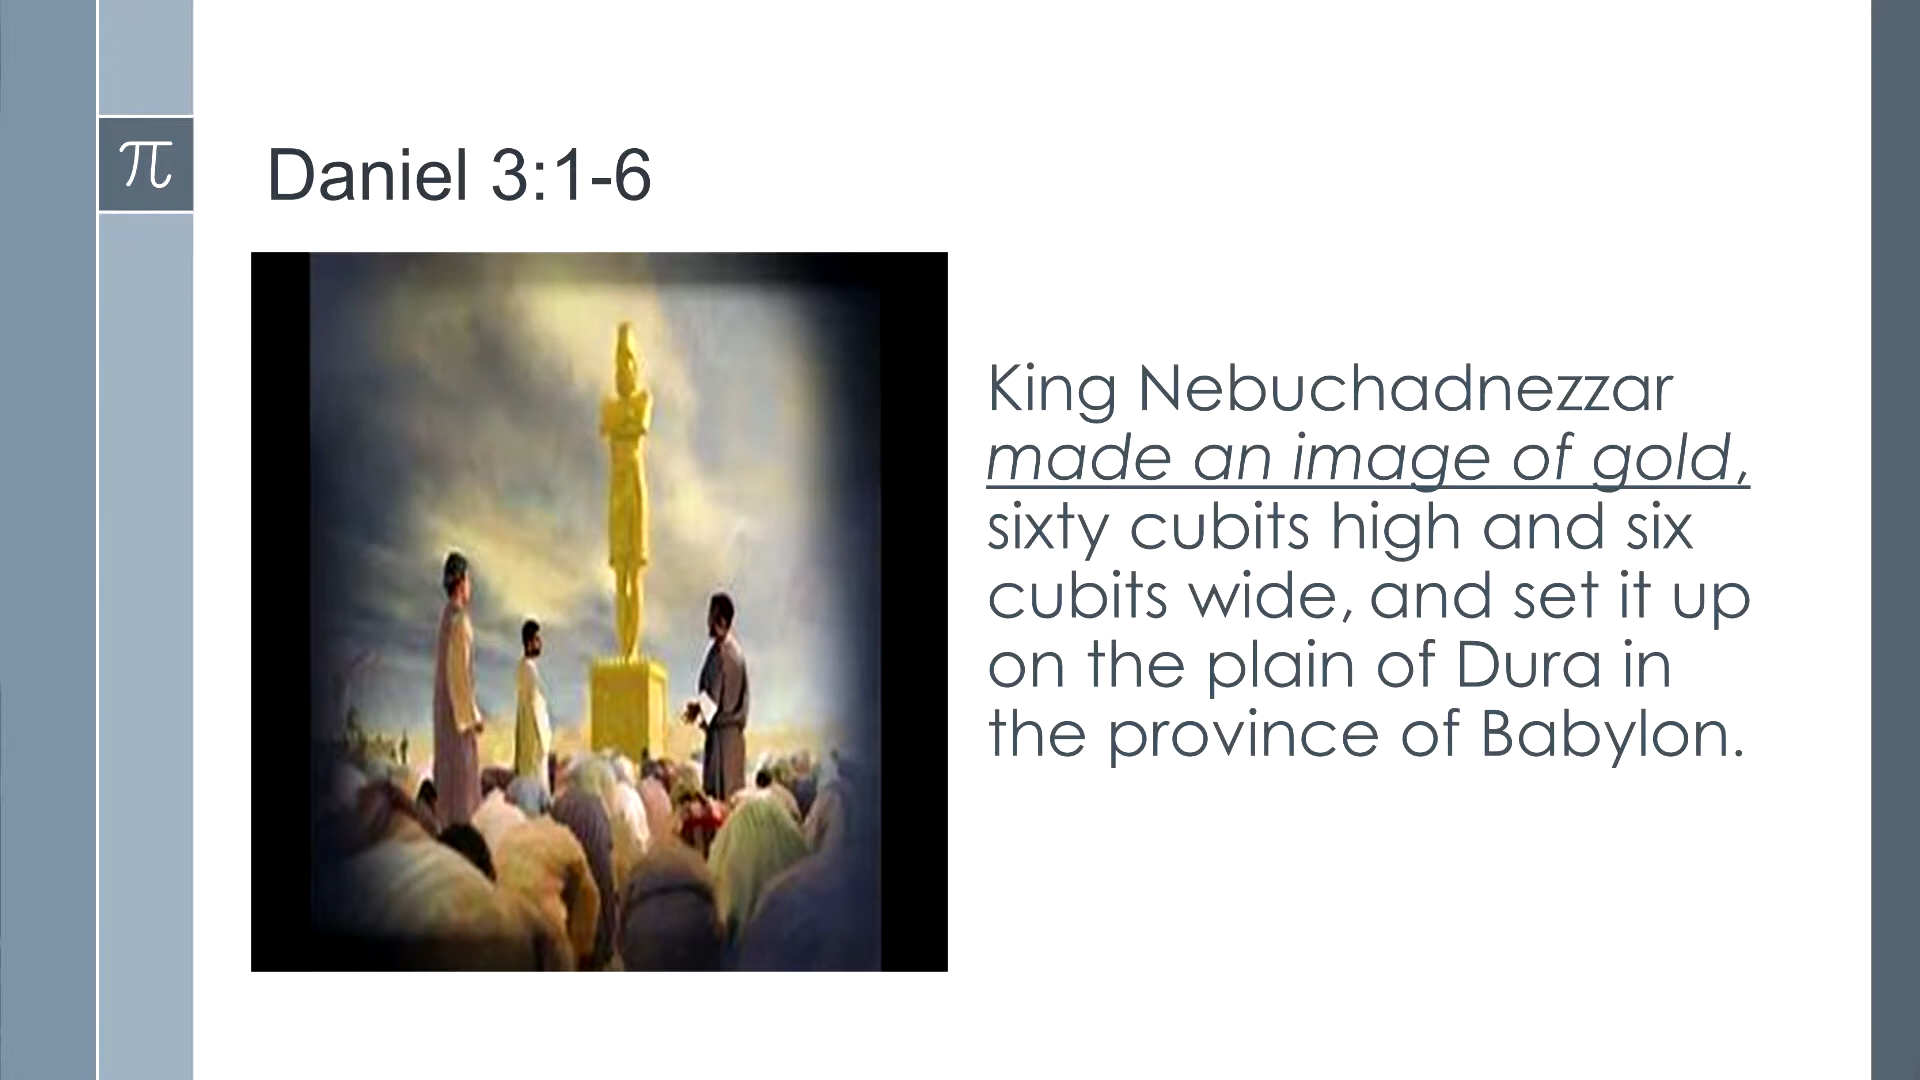 π
Daniel 3:1-6
King Nebuchadnezzar
made an image of gold,
sixty cubits high and six
cubits wide, and set it up
on the plain of Dura in
the province of Babylon.